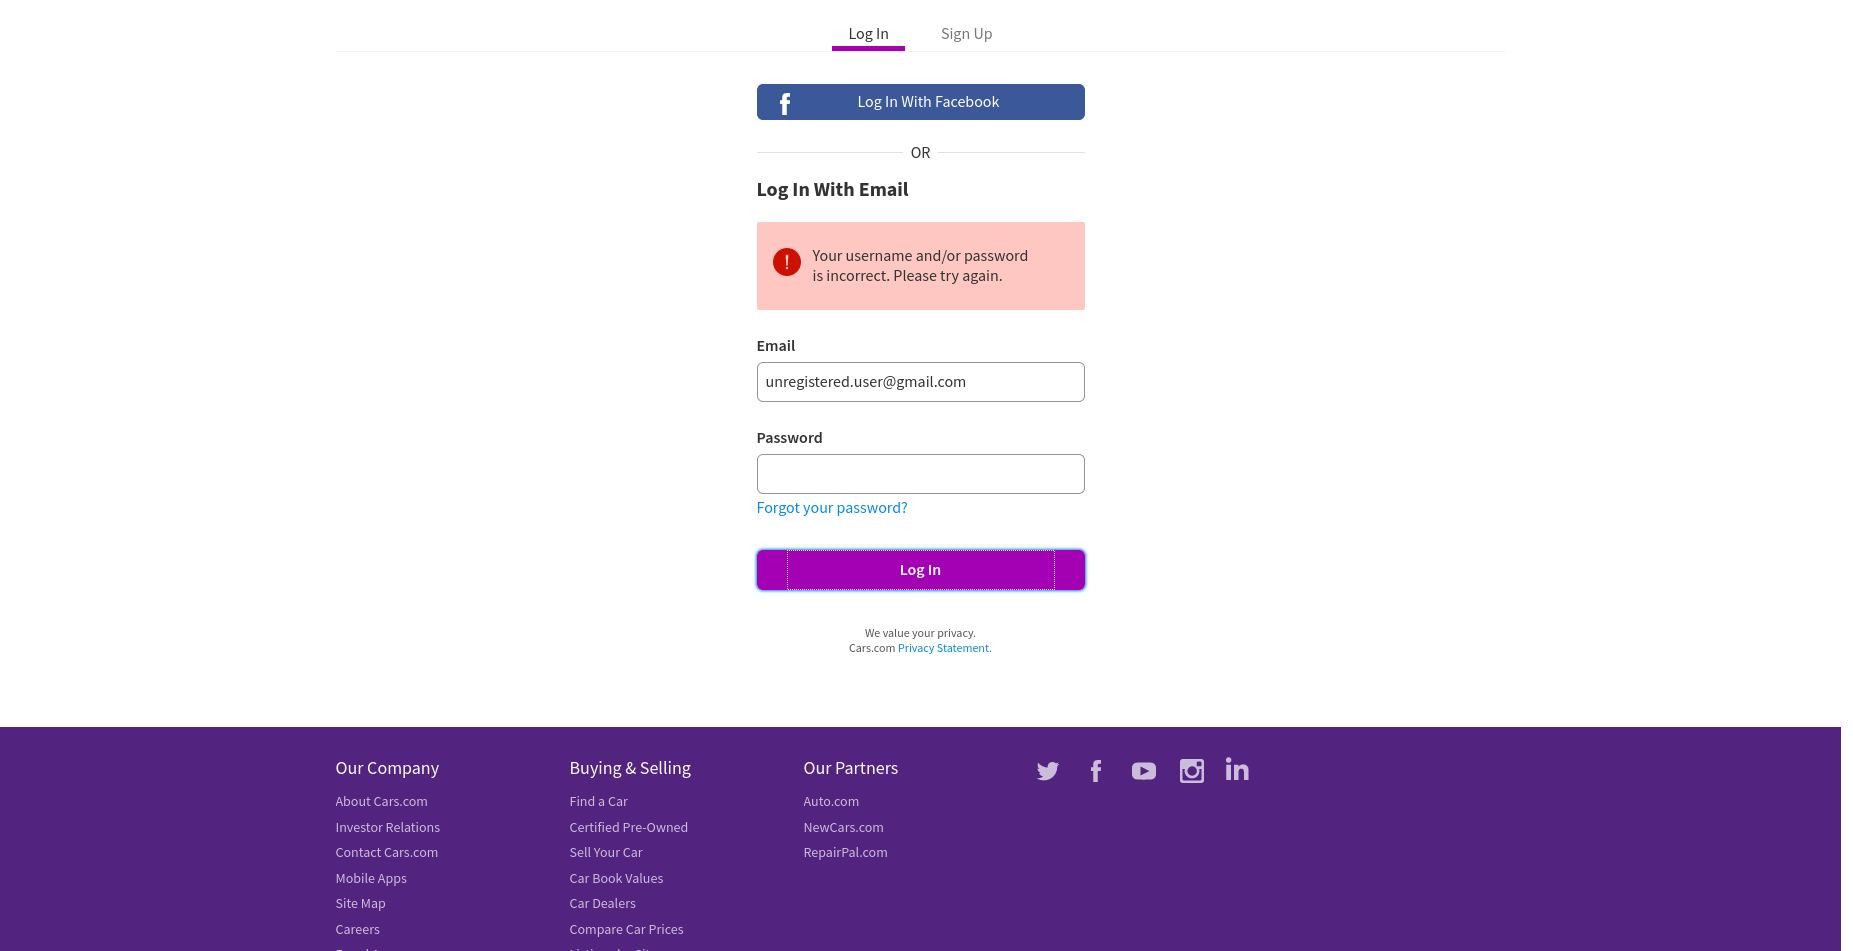 Log In
Sign Up
Log In With Facebook
OR
Log In With Email
Your username and/or password
is incorrect. Please try again.
Email
unregistered.user@gmail.com
Password
Forgot your password?
Log In
We value your privacy.
Cars.com Privacy Statement.
Our Company
About Cars.com
Investor Relations
Contact Cars.com
Mobile Apps
Site Map
Careers
Buying & Selling
Find a Car
Certified Pre-Owned
Sell Your Car
Car Book Values
Car Dealers
Compare Car Prices
Our Partners
Auto.com
NewCars.com
RepairPal.com